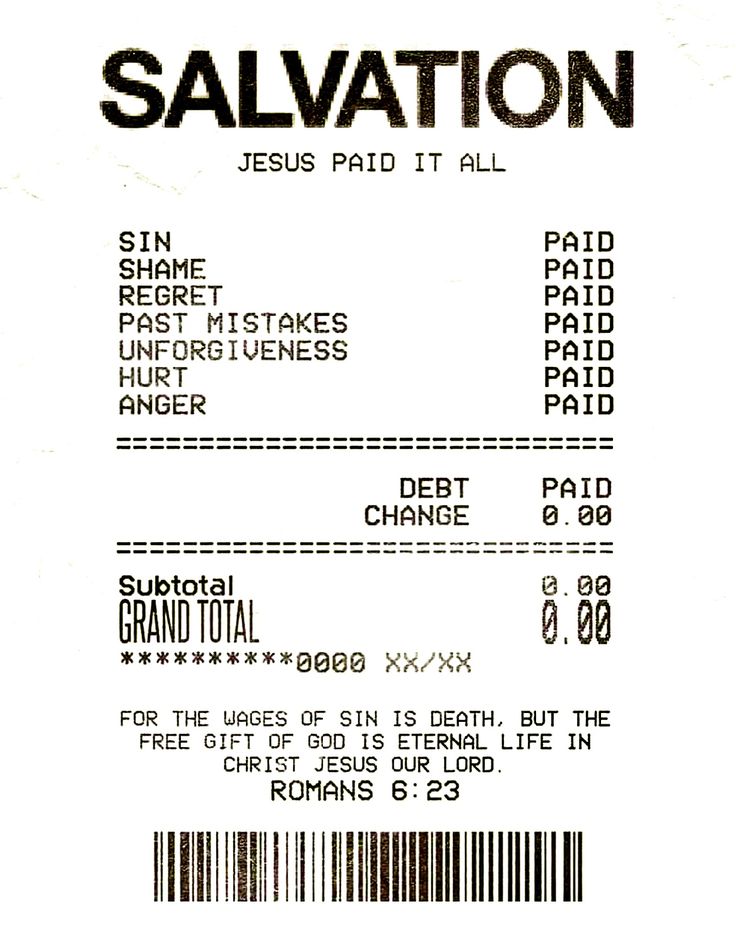 SALVATION
JESUS PAID IT ALL
SIN PAID
SHAME PAID
REGRET PAID
PAST MISTAKES PAID
UNFORGIVENESS PAID
HURT PAID
ANGER PAID
===============================
DEBT PAID
CHANGE 0.00
===============================
Subtotal 0.00
GRAND TOTAL 0.00
**********0000 XX/XX
FOR THE WAGES OF SIN IS DEATH, BUT THE
FREE GIFT OF GOD IS ETERNAL LIFE IN
CHRIST JESUS OUR LORD.
ROMANS 6:23